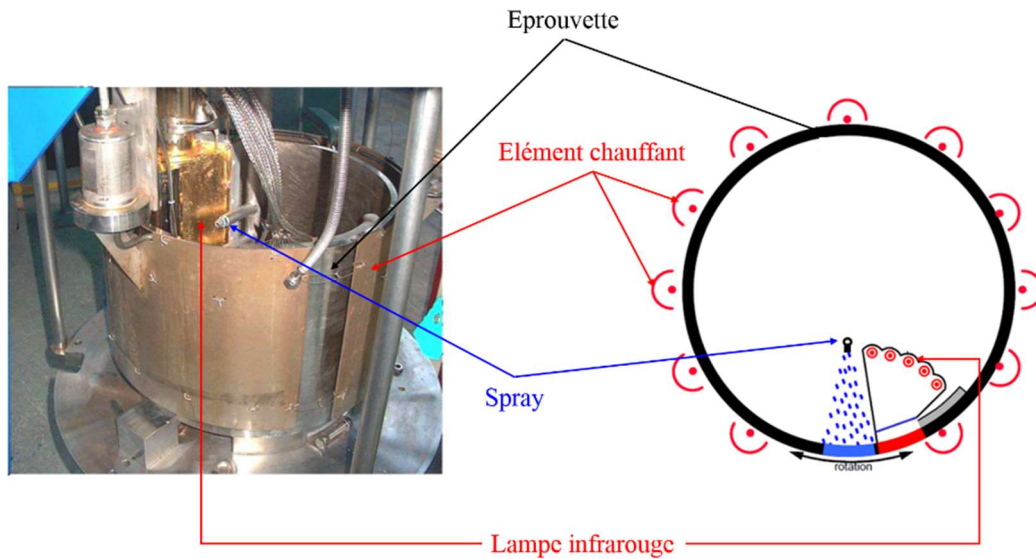 Eprouvette
Elément chauffant
Spray
rotation
Lampe infrarouge